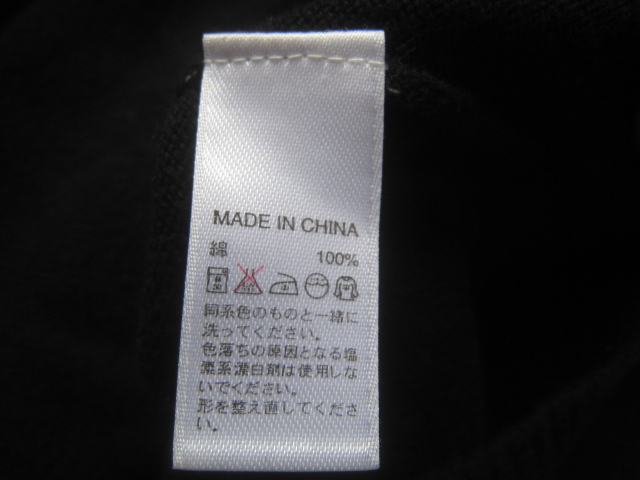 MADE IN CHINA
綿 100%
同系色のものと一緒に
洗ってください。
色落ちの原因となる塩
素系漂白剤は使用しな
いでください。
形を整え直してくださ
い。